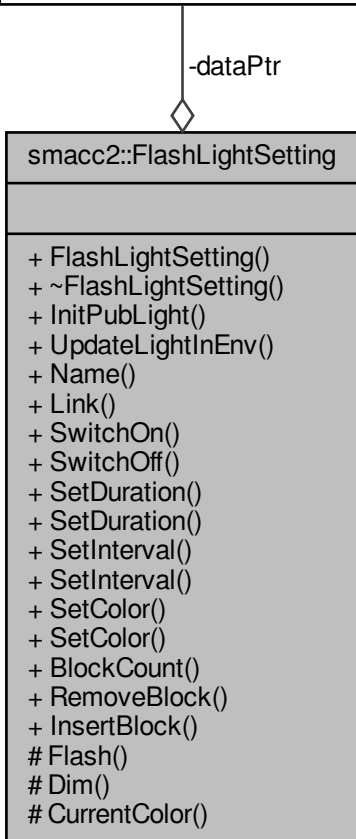 -dataPtr
smacc2::FlashLightSetting
+ FlashLightSetting()
+ ~FlashLightSetting()
+ InitPubLight()
+ UpdateLightInEnv()
+ Name()
+ Link()
+ SwitchOn()
+ SwitchOff()
+ SetDuration()
+ SetDuration()
+ SetInterval()
+ SetInterval()
+ SetColor()
+ SetColor()
+ BlockCount()
+ RemoveBlock()
+ InsertBlock()
# Flash()
# Dim()
# CurrentColor()